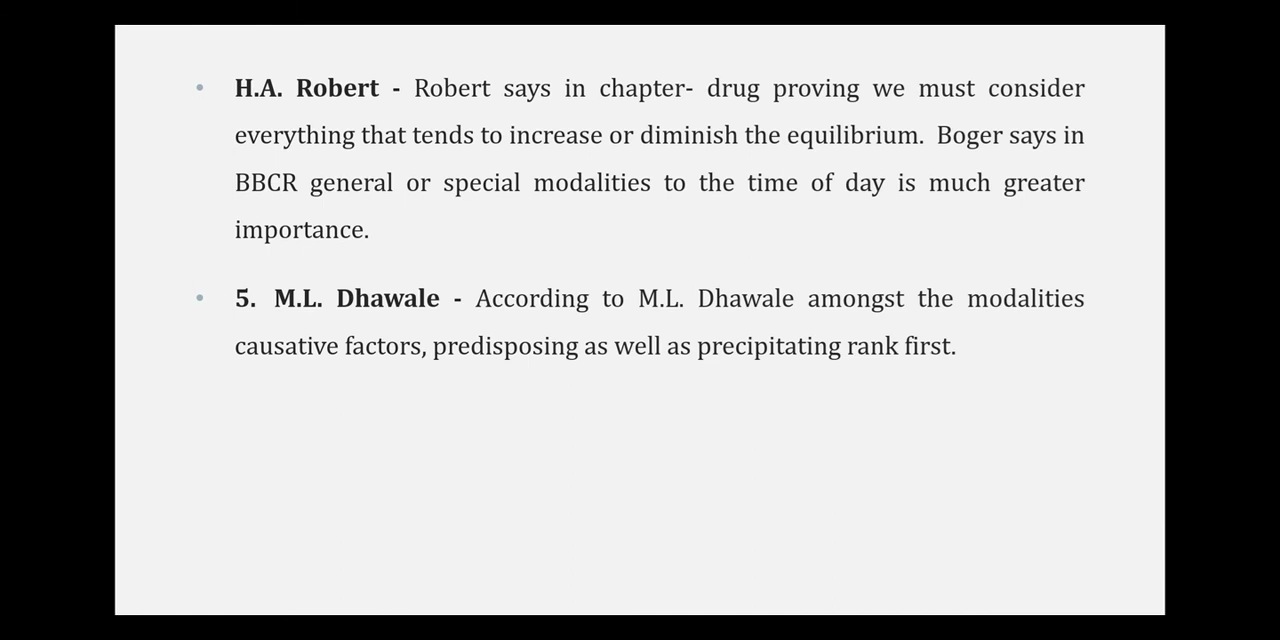 • H.A. Robert - Robert says in chapter- drug proving we must consider
everything that tends to increase or diminish the equilibrium.  Boger says in
BBCR general or special modalities to the time of day is much greater
importance.
• 5. M.L. Dhawale - According to M.L. Dhawale amongst the modalities
causative factors, predisposing as well as precipitating rank first.